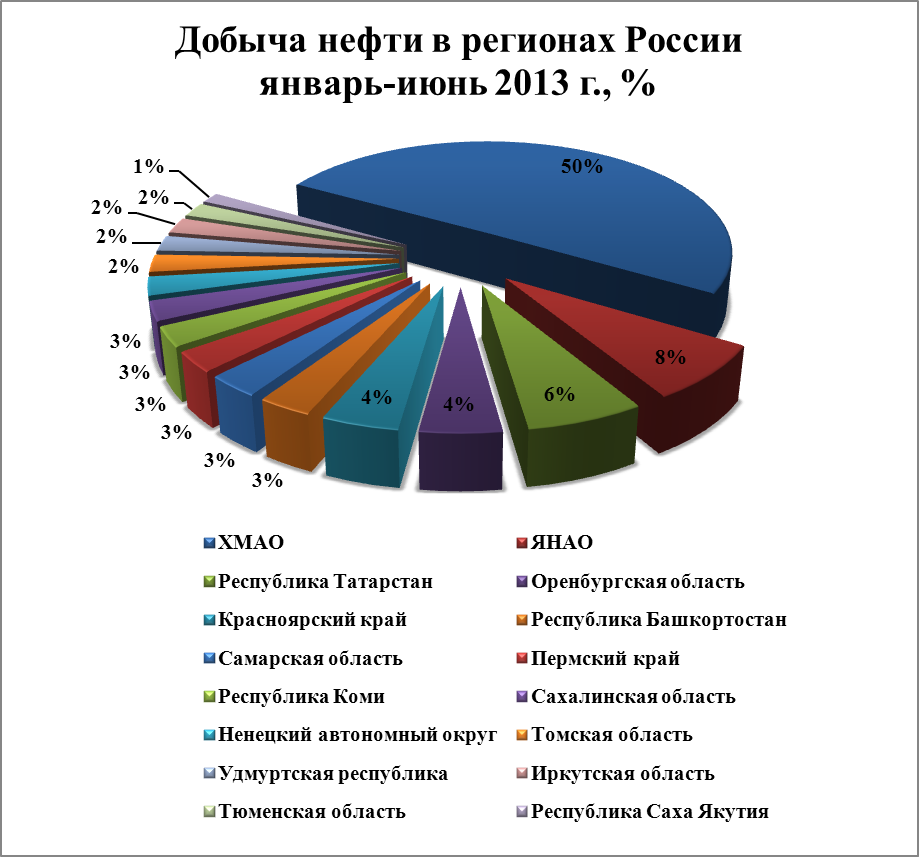 Добыча нефти в регионах России
январь-июнь 2013 г., %
50%
8%
6%
4%
4%
3%
3%
3%
3%
3%
3%
2%
2%
2%
2%
1%
ХМАО
ЯНАО
Республика Татарстан
Оренбургская область
Красноярский край
Республика Башкортостан
Самарская область
Пермский край
Республика Коми
Сахалинская область
Ненецкий автономный округ
Томская область
Удмуртская республика
Иркутская область
Тюменская область
Республика Саха Якутия